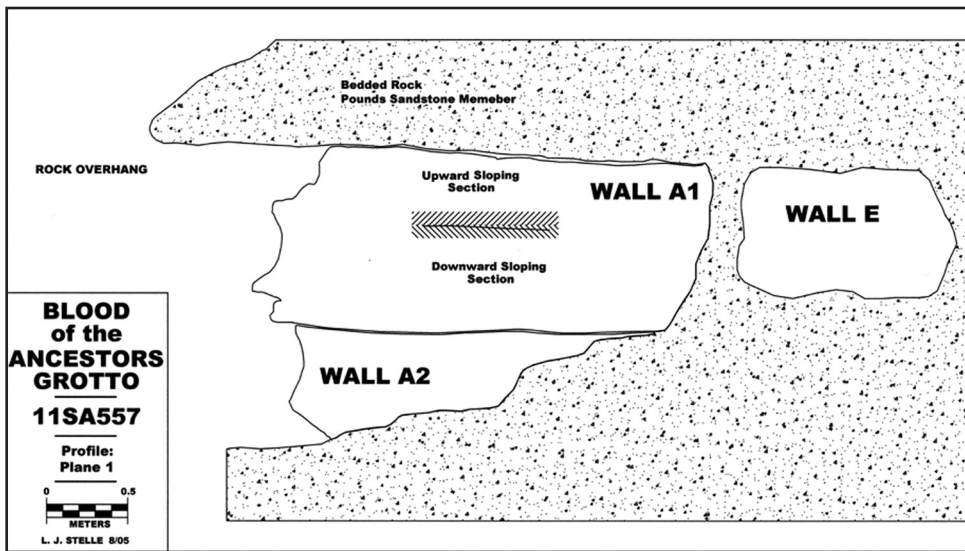 Bedded Rock
Pounds Sandstone Memeber
ROCK OVERHANG
Upward Sloping
Section
WALL A1
WALL E
Downward Sloping
Section
WALL A2
BLOOD
of the
ANCESTORS
GROTTO
11SA557
Profile:
Plane 1
0 0.5
METERS
L. J. STELLE 8/05